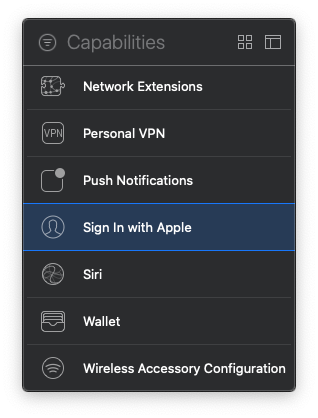 Capabilities
Network Extensions
VPN Personal VPN
Push Notifications
Sign In with Apple
Siri
Wallet
Wireless Accessory Configuration